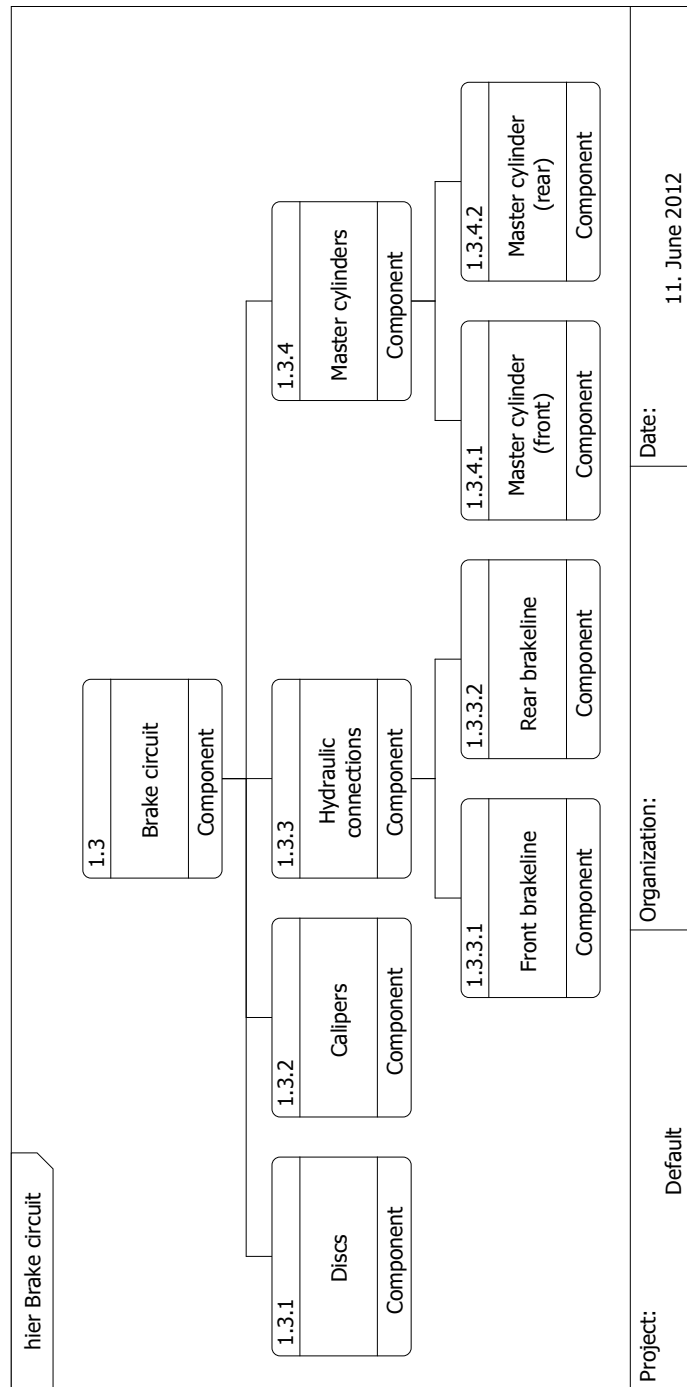 hier Brake circuit
1.3
Brake circuit
Component
1.3.1
Discs
Component
1.3.2
Calipers
Component
1.3.3
Hydraulic
connections
Component
1.3.4
Master cylinders
Component
1.3.3.1
Front brakeline
Component
1.3.3.2
Rear brakeline
Component
1.3.4.1
Master cylinder
(front)
Component
1.3.4.2
Master cylinder
(rear)
Component
Project:
Default
Organization:
Date:
11. June 2012